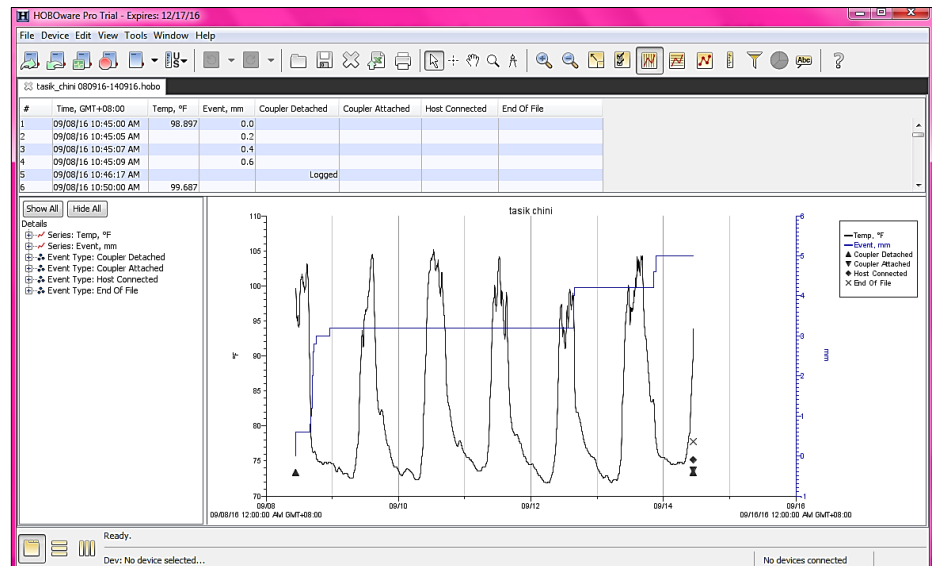 HOBOware Pro Trial - Expires: 12/17/16
File Device Edit View Tools Window Help
tasik_chini 080916-140916.hobo
# Time, GMT+08:00 Temp, °F Event, mm Coupler Detached Coupler Attached Host Connected End Of File
1 09/08/16 10:45:00 AM 98.897 0.0
2 09/08/16 10:45:05 AM 0.2
3 09/08/16 10:45:07 AM 0.4
4 09/08/16 10:45:09 AM 0.6
5 09/08/16 10:46:17 AM Logged
6 09/08/16 10:50:00 AM 99.687
Show All Hide All
Details
Series: Temp, °F
Series: Event, mm
Event Type: Coupler Detached
Event Type: Coupler Attached
Event Type: Host Connected
Event Type: End Of File
tasik chini
110
105
100
95
90
85
80
75
70
°F
6
5
4
3
2
1
0
-1
mm
Temp, °F
Event, mm
Coupler Detached
Coupler Attached
Host Connected
End Of File
09/08 09/10 09/12 09/14 09/16
09/08/16 12:00:00 AM GMT+08:00 09/16/16 12:00:00 AM GMT+08:00
Ready.
Dev: No device selected... No devices connected